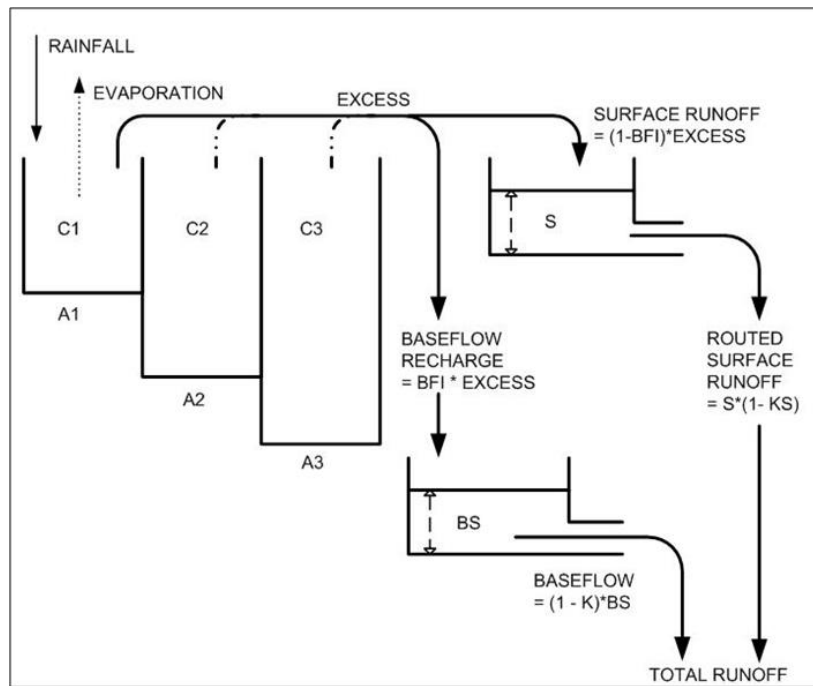 RAINFALL
EVAPORATION
EXCESS
SURFACE RUNOFF
= (1-BFI)*EXCESS
C1
C2
C3
S
A1
A2
A3
BASEFLOW
RECHARGE
= BFI * EXCESS
ROUTED
SURFACE
RUNOFF
= S*(1- KS)
BS
BASEFLOW
= (1 - K)*BS
TOTAL RUNOFF